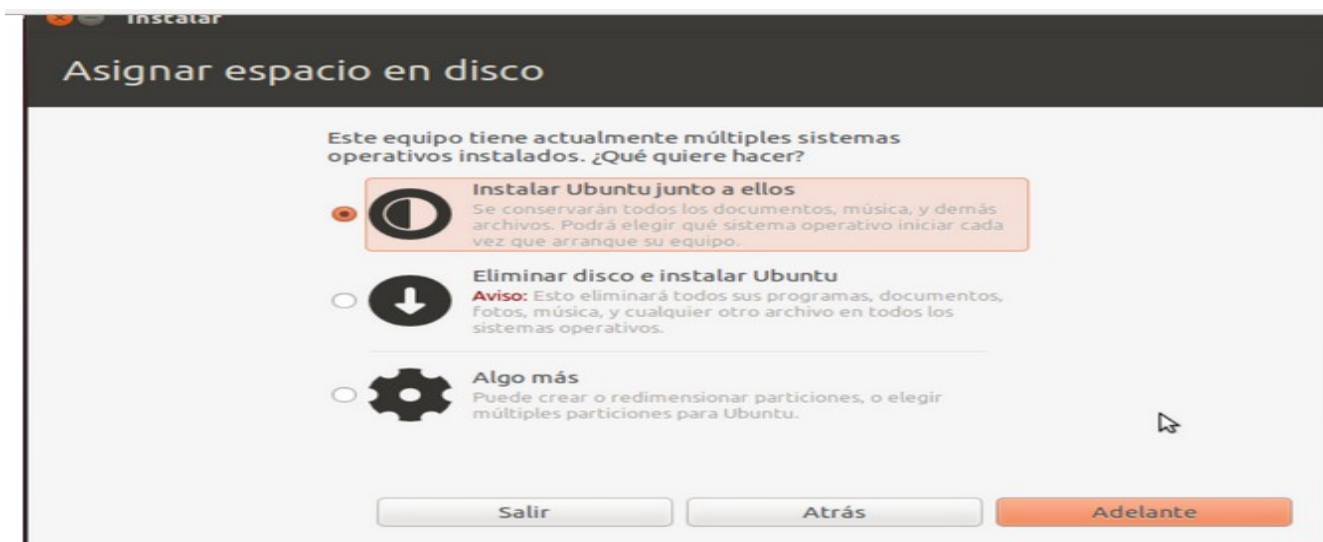 Instalar
Asignar espacio en disco
Este equipo tiene actualmente múltiples sistemas
operativos instalados. ¿Qué quiere hacer?
Instalar Ubuntu junto a ellos
Se conservarán todos los documentos, música, y demás
archivos. Podrá elegir qué sistema operativo iniciar cada
vez que arranque su equipo.
Eliminar disco e instalar Ubuntu
Aviso: Esto eliminará todos sus programas, documentos,
fotos, música, y cualquier otro archivo en todos los
sistemas operativos.
Algo más
Puede crear o redimensionar particiones, o elegir
múltiples particiones para Ubuntu.
Salir
Atrás
Adelante